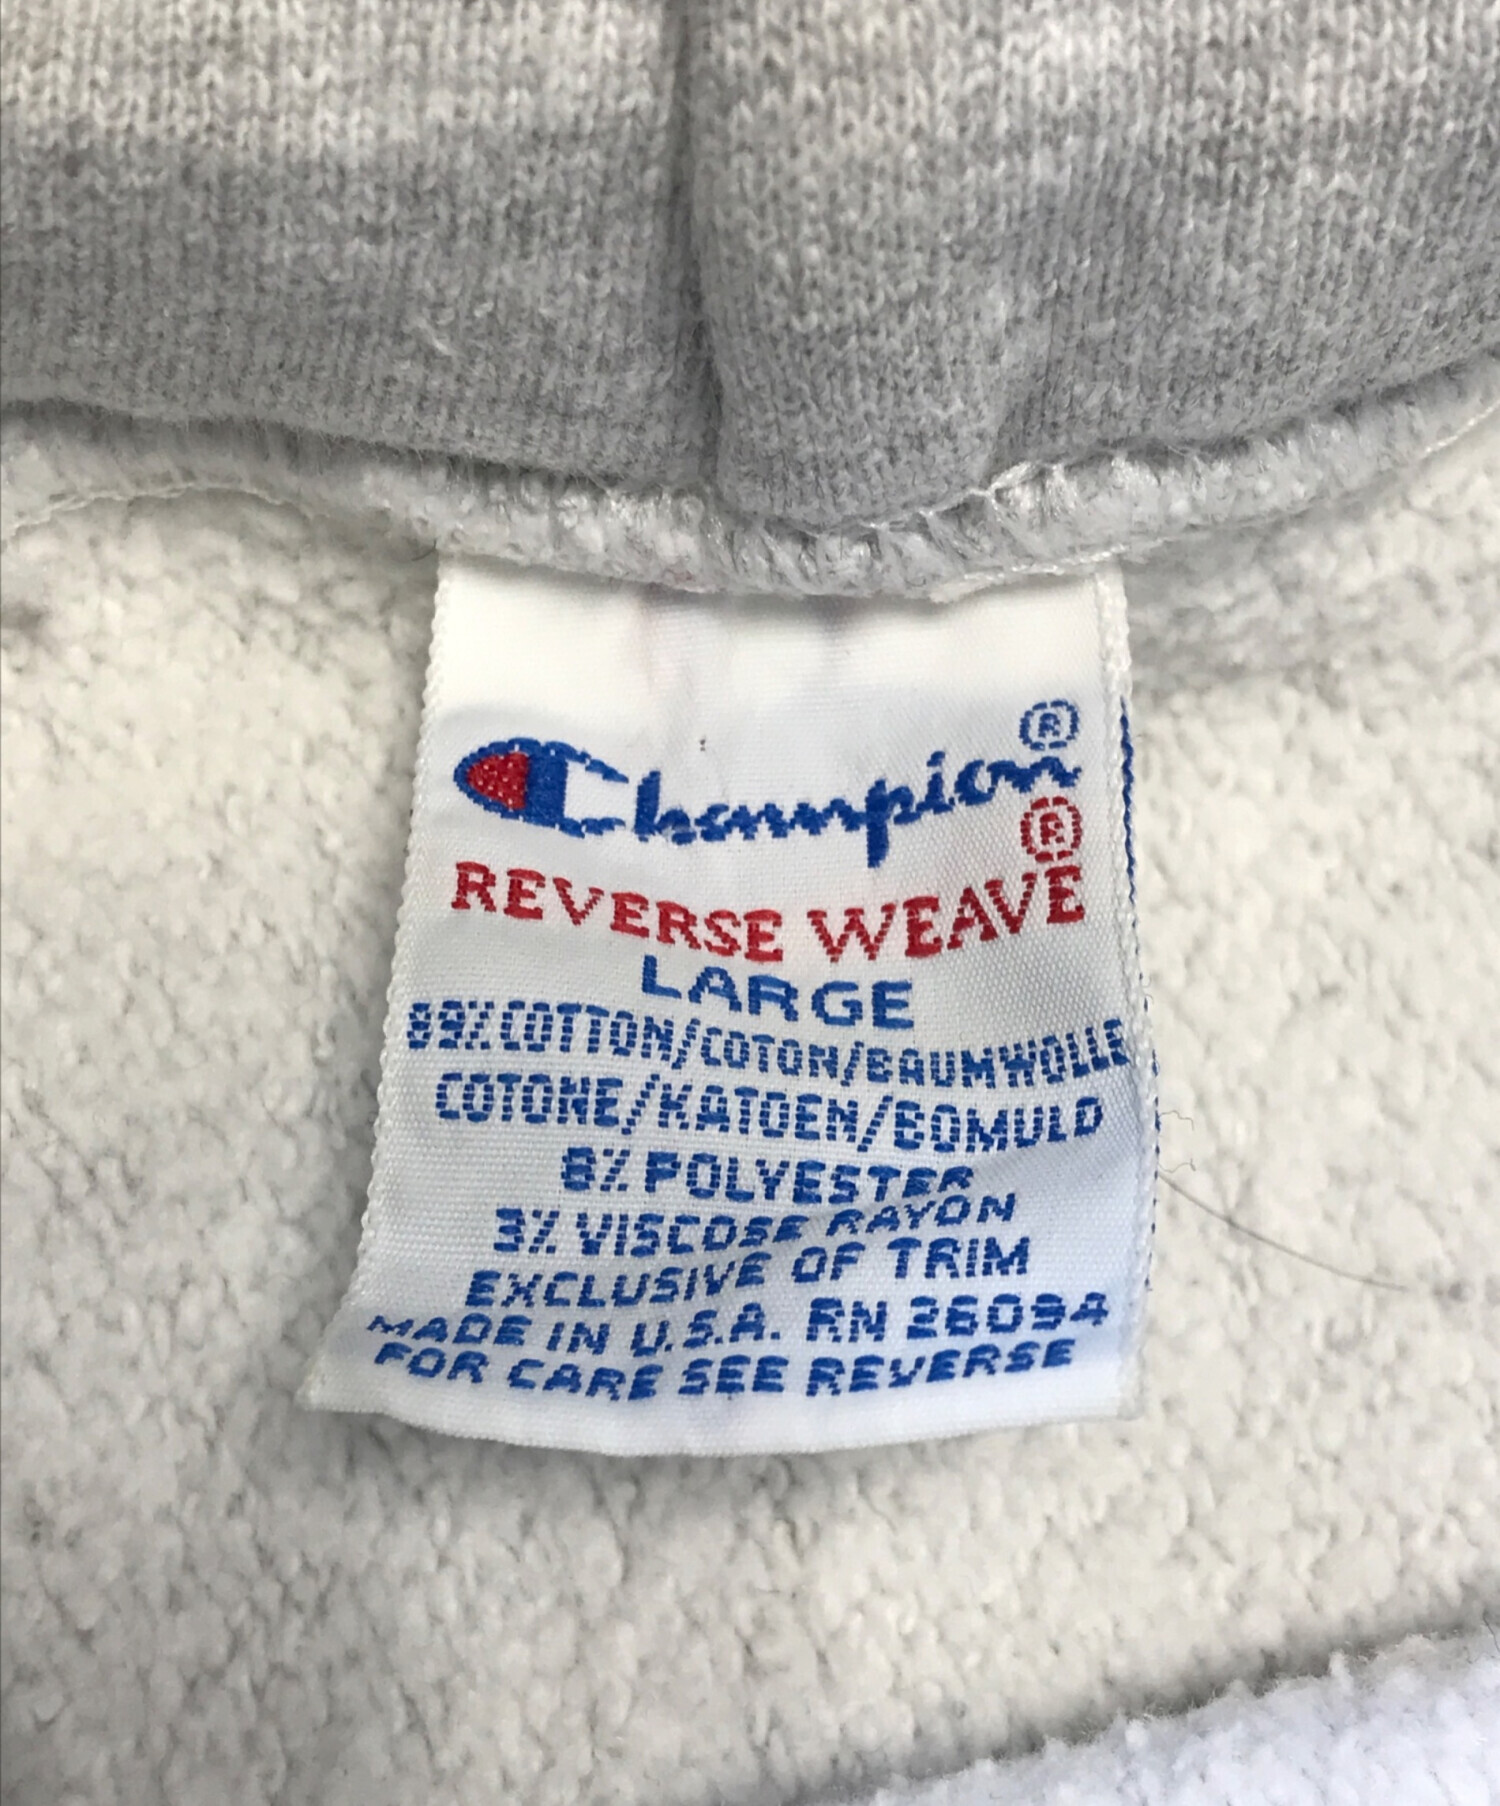 Champion®
REVERSE WEAVE®
LARGE
89% COTTON/COTON/BAUMWOLLE
COTONE/KATOEN/BOMULD
8% POLYESTER
3% VISCOSE RAYON
EXCLUSIVE OF TRIM
MADE IN U.S.A. RN 26094
FOR CARE SEE REVERSE